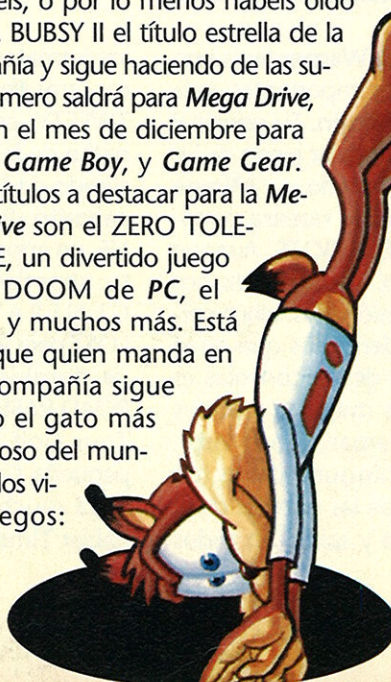 éis, o por lo menos habéis oído
. BUBSY II el título estrella de la
añía y sigue haciendo de las su-
mero saldrá para Mega Drive,
n el mes de diciembre para
Game Boy, y Game Gear.
títulos a destacar para la Me-
ive son el ZERO TOLE-
E, un divertido juego
DOOM de PC, el
y muchos más. Está
que quien manda en
ompañía sigue
o el gato más
oso del mun-
los vi-
egos: